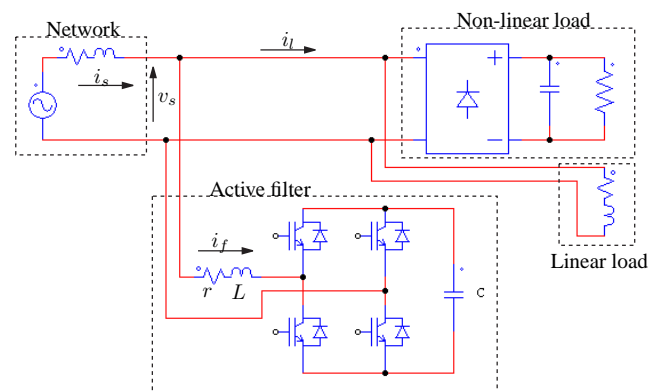 Network
Non-linear load
i_l
i_s
v_s
+
−
Active filter
i_f
r
L
C
Linear load